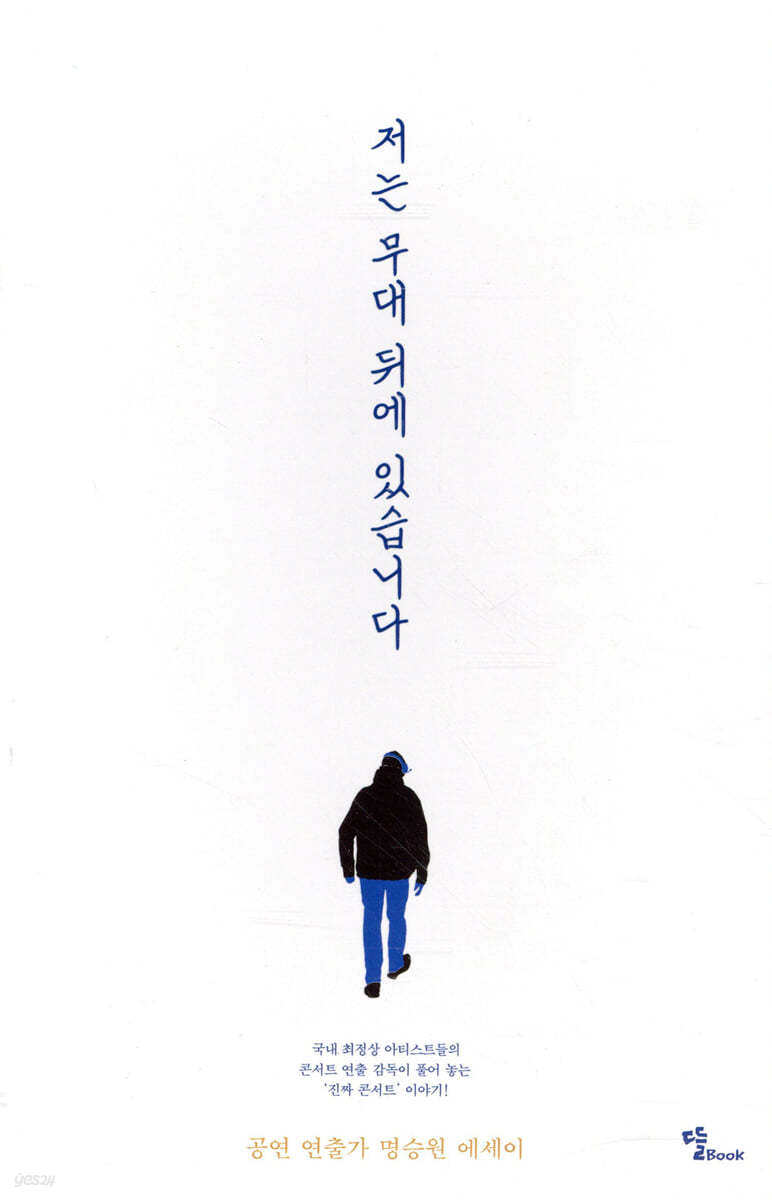 저는 무대 뒤에 있습니다
국내 최정상 아티스트들의
콘서트 연출 감독이 풀어 놓는
‘진짜 콘서트’ 이야기!
공연 연출가 명승원 에세이
뜰Book
yes24